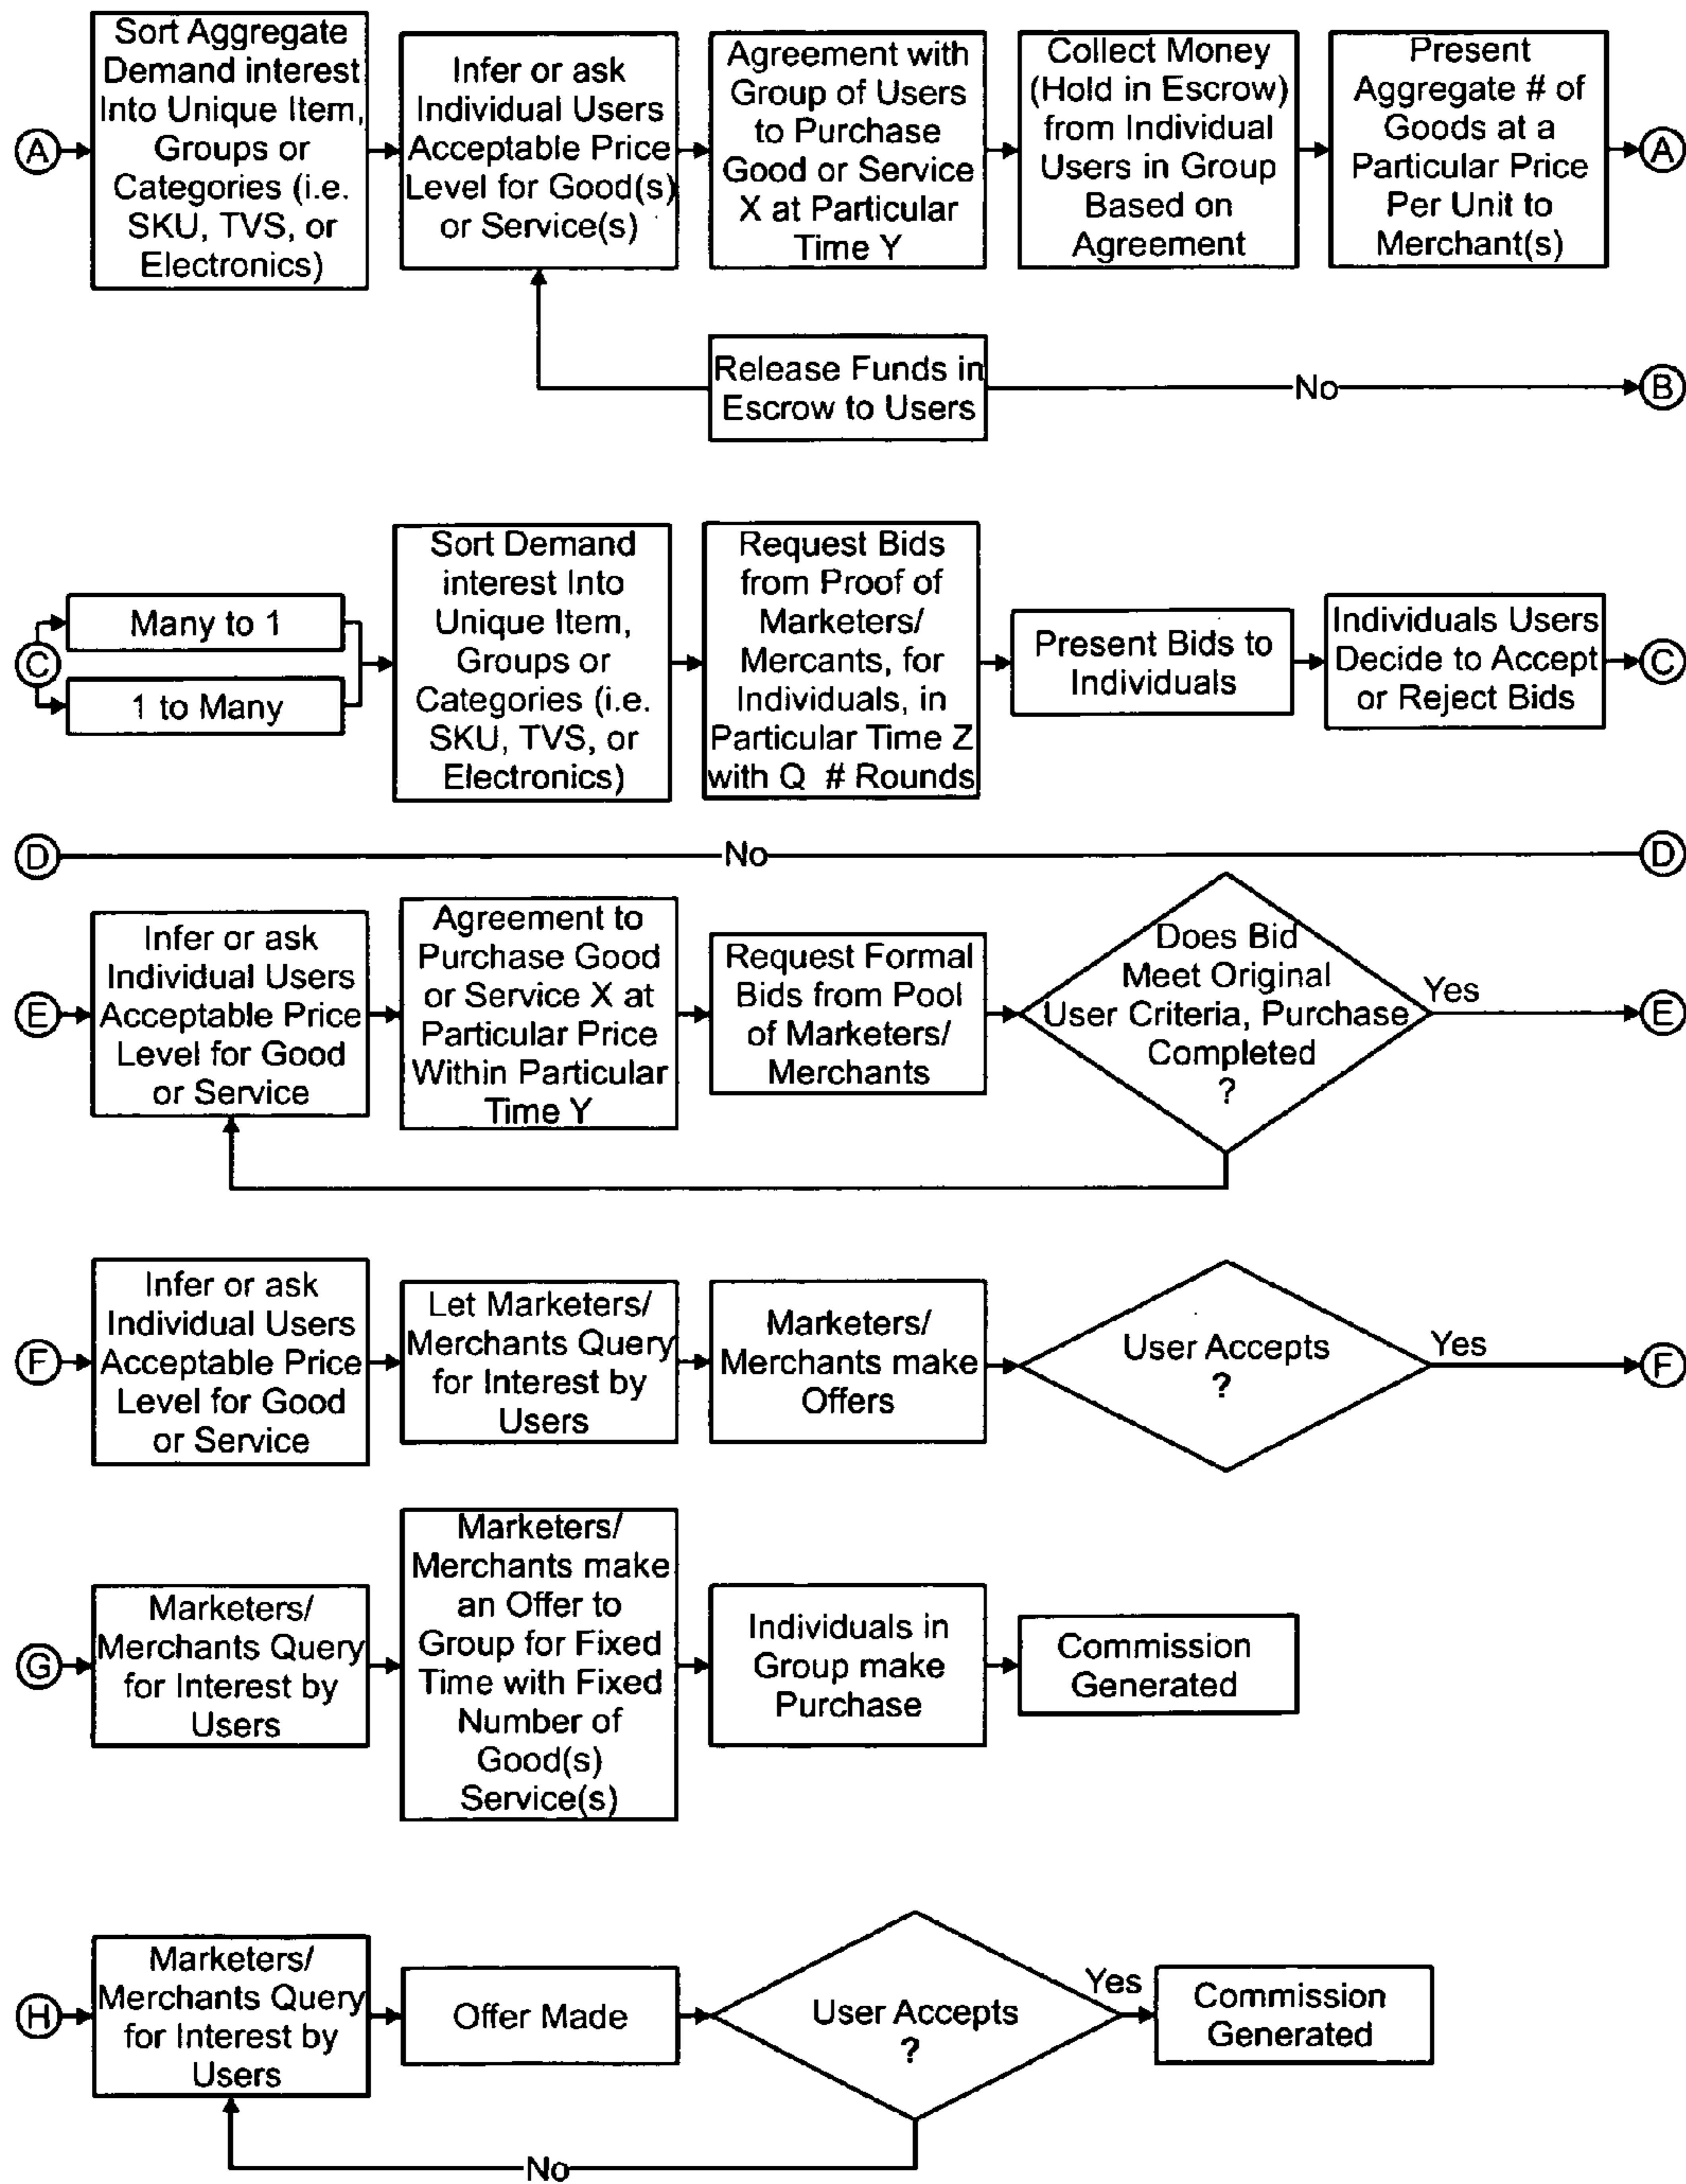 A
Sort Aggregate
Demand interest
Into Unique Item,
Groups or
Categories (i.e.
SKU, TVS, or
Electronics)
Infer or ask
Individual Users
Acceptable Price
Level for Good(s)
or Service(s)
Agreement with
Group of Users
to Purchase
Good or Service
X at Particular
Time Y
Collect Money
(Hold in Escrow)
from Individual
Users in Group
Based on
Agreement
Present
Aggregate # of
Goods at a
Particular Price
Per Unit to
Merchant(s)
A
Release Funds in
Escrow to Users
No
B
C
Many to 1
1 to Many
Sort Demand
interest Into
Unique Item,
Groups or
Categories (i.e.
SKU, TVS, or
Electronics)
Request Bids
from Proof of
Marketers/
Mercants, for
Individuals, in
Particular Time Z
with Q # Rounds
Present Bids to
Individuals
Individuals Users
Decide to Accept
or Reject Bids
C
D
No
D
E
Infer or ask
Individual Users
Acceptable Price
Level for Good
or Service
Agreement to
Purchase Good
or Service X at
Particular Price
Within Particular
Time Y
Request Formal
Bids from Pool
of Marketers/
Merchants
Does Bid
Meet Original
User Criteria, Purchase
Completed
?
Yes
E
F
Infer or ask
Individual Users
Acceptable Price
Level for Good
or Service
Let Marketers/
Merchants Query
for Interest by
Users
Marketers/
Merchants make
Offers
User Accepts
?
Yes
F
G
Marketers/
Merchants Query
for Interest by
Users
Marketers/
Merchants make
an Offer to
Group for Fixed
Time with Fixed
Number of
Good(s)
Service(s)
Individuals in
Group make
Purchase
Commission
Generated
H
Marketers/
Merchants Query
for Interest by
Users
Offer Made
User Accepts
?
Yes
Commission
Generated
No